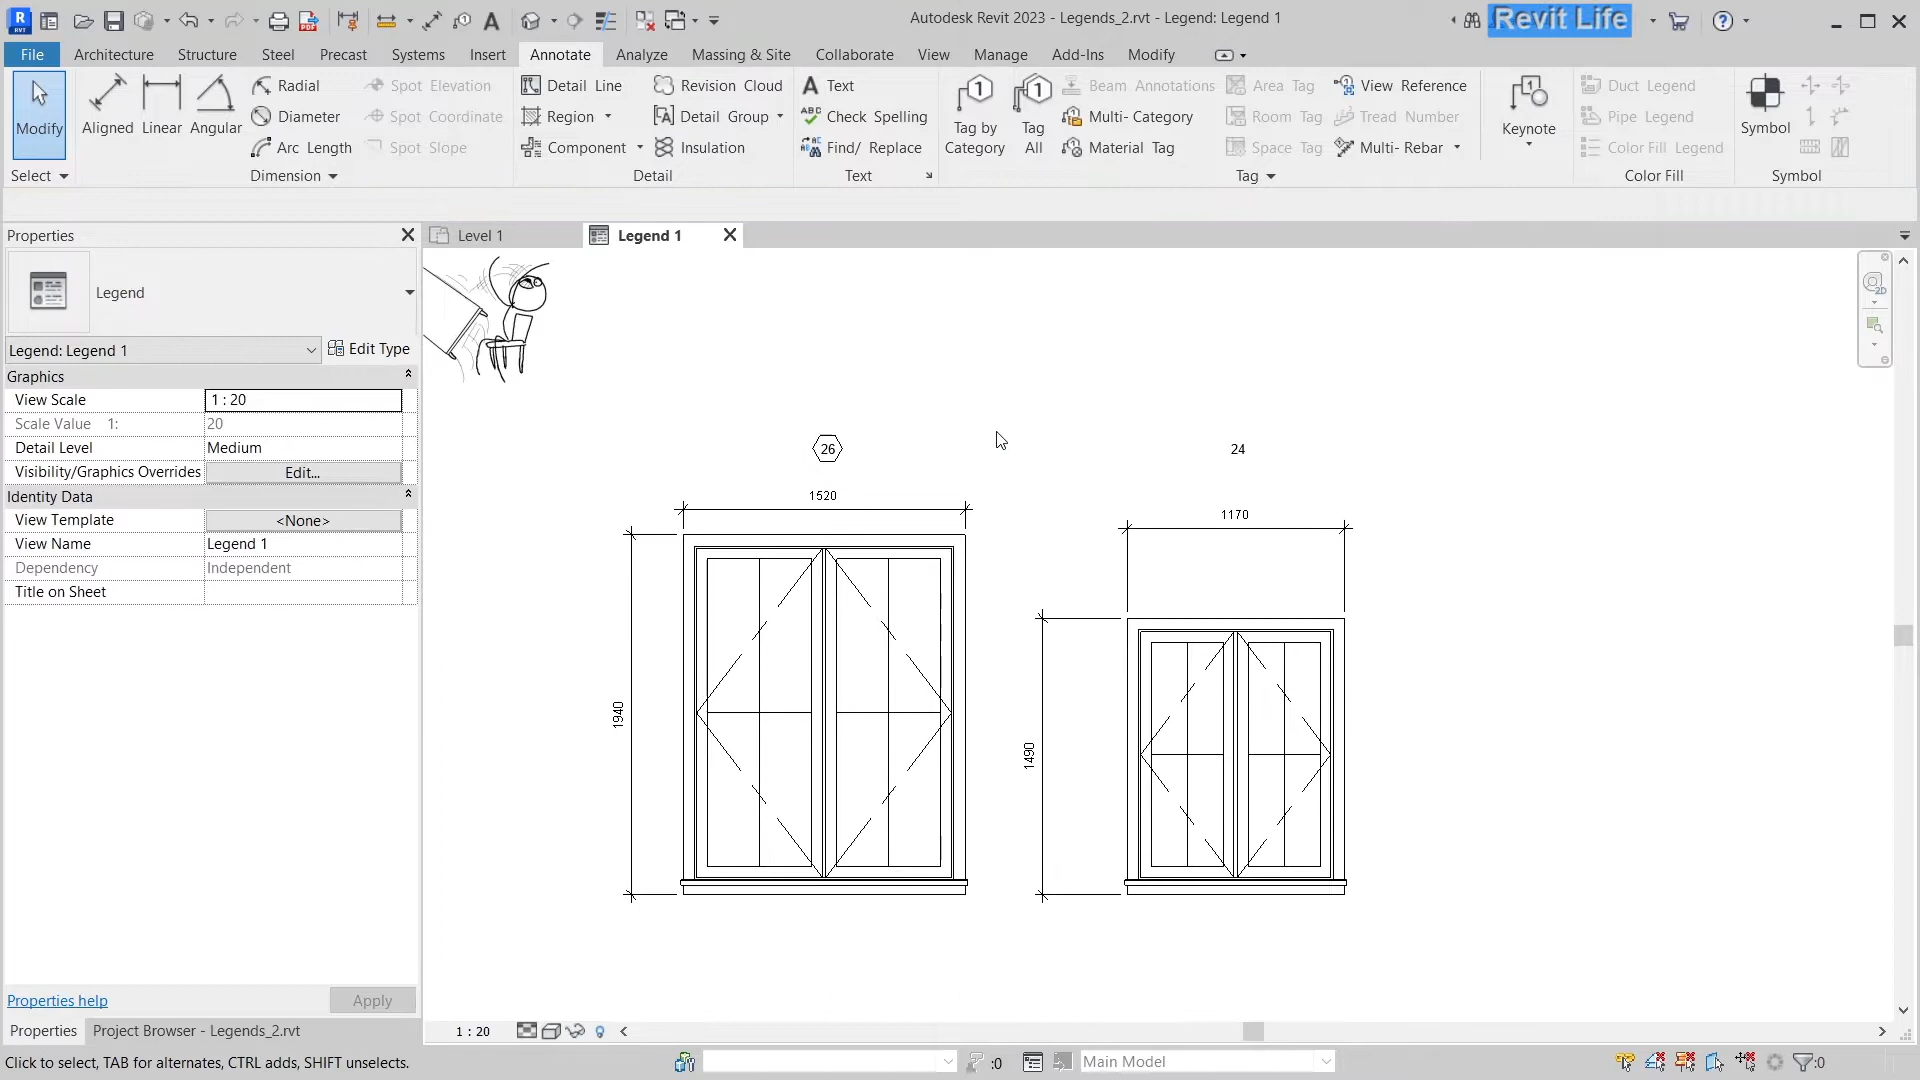 Autodesk Revit 2023 - Legends_2.rvt - Legend: Legend 1
Revit Life
File Architecture Structure Steel Precast Systems Insert Annotate Analyze Massing & Site Collaborate View Manage Add-Ins Modify
Modify
Select
Aligned
Linear
Angular
Radial
Diameter
Arc Length
Spot Elevation
Spot Coordinate
Spot Slope
Dimension
Detail Line
Region
Component
Revision Cloud
Detail Group
Insulation
Detail
Text
Check Spelling
Find/ Replace
Text
Tag by
Category
Tag
All
Beam Annotations
Multi- Category
Material Tag
Area Tag
Room Tag
Space Tag
View Reference
Tread Number
Multi- Rebar
Tag
Keynote
Duct Legend
Pipe Legend
Color Fill Legend
Color Fill
Symbol
Symbol
Properties
Level 1
Legend 1
Legend
Legend: Legend 1
Edit Type
Graphics
View Scale 1 : 20
Scale Value 1: 20
Detail Level Medium
Visibility/Graphics Overrides Edit...
Identity Data
View Template <None>
View Name Legend 1
Dependency Independent
Title on Sheet
26
1520
1940
24
1170
1490
Properties help
Apply
Properties
Project Browser - Legends_2.rvt
1 : 20
Click to select, TAB for alternates, CTRL adds, SHIFT unselects.
:0
Main Model
:0